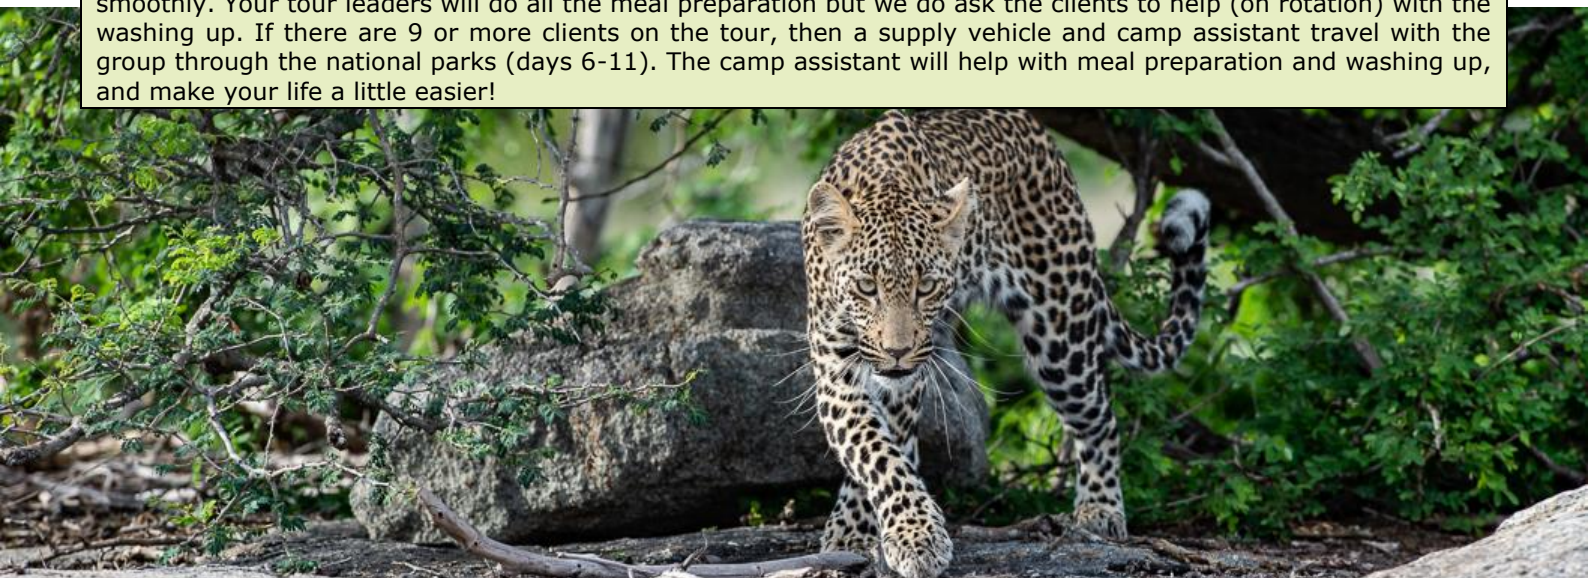 smoothly. Your tour leaders will do all the meal preparation but we do ask the clients to help (on rotation) with the
washing up. If there are 9 or more clients on the tour, then a supply vehicle and camp assistant travel with the
group through the national parks (days 6-11). The camp assistant will help with meal preparation and washing up,
and make your life a little easier!